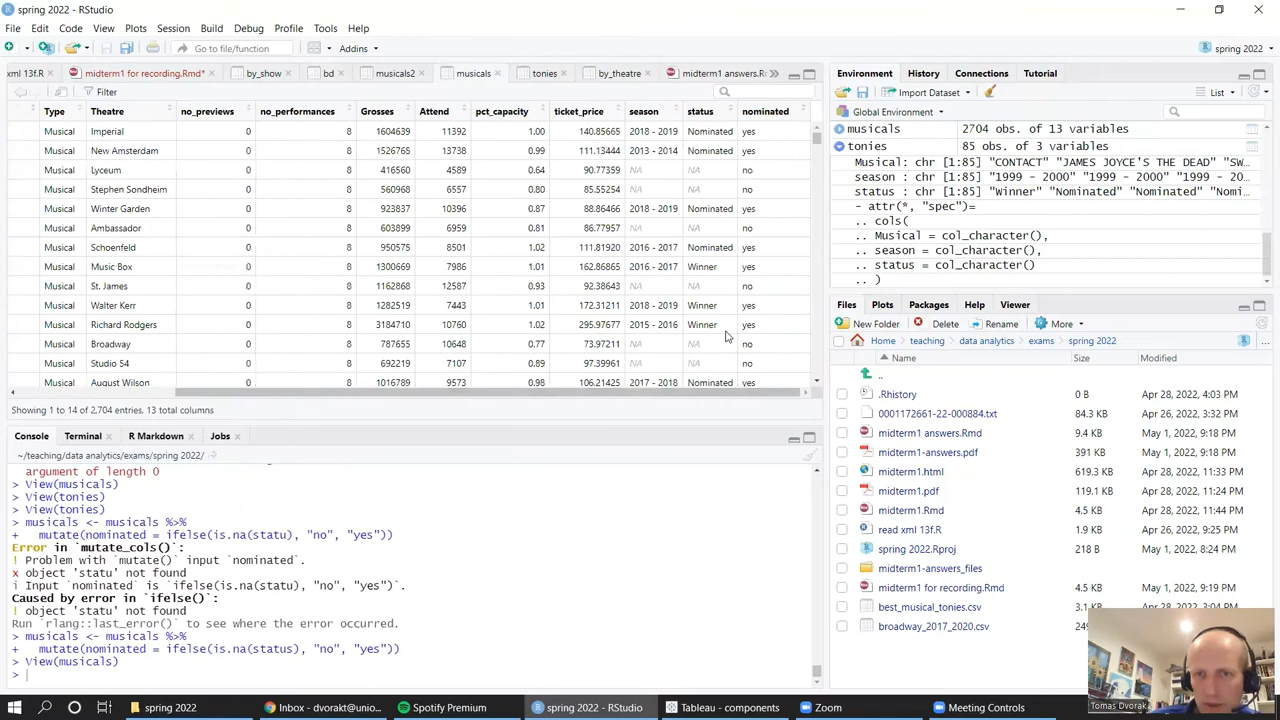 spring 2022 - RStudio
File Edit Code View Plots Session Build Debug Profile Tools Help
Go to file/function Addins spring 2022
xml 13f.R midterm1 for recording.Rmd* by_show bd musicals2 musicals tonies by_theatre midterm1 answers.R
Filter
Type Theatre no_previews no_performances Grosses Attend pct_capacity ticket_price season status nominated
Musical Imperial 0 8 1604639 11392 1.00 140.85665 2018 - 2019 Nominated yes
Musical New Amsterdam 0 8 1526765 13738 0.99 111.13444 2013 - 2014 Nominated yes
Musical Lyceum 0 8 416560 4589 0.64 90.77359 NA NA no
Musical Stephen Sondheim 0 8 560968 6557 0.80 85.55254 NA NA no
Musical Winter Garden 0 8 923837 10396 0.87 88.86466 2018 - 2019 Nominated yes
Musical Ambassador 0 8 603899 6959 0.81 86.77957 NA NA no
Musical Schoenfeld 0 8 950575 8501 1.02 111.81920 2016 - 2017 Nominated yes
Musical Music Box 0 8 1300669 7986 1.01 162.86865 2016 - 2017 Winner yes
Musical St. James 0 8 1162868 12587 0.93 92.38643 NA NA no
Musical Walter Kerr 0 8 1282519 7443 1.01 172.31211 2018 - 2019 Winner yes
Musical Richard Rodgers 0 8 3184710 10760 1.02 295.97677 2015 - 2016 Winner yes
Musical Broadway 0 8 787655 10648 0.77 73.97211 NA NA no
Musical Studio 54 0 8 692219 7107 0.89 97.39961 NA NA no
Musical August Wilson 0 8 1016789 9573 0.98 106.21425 2017 - 2018 Nominated yes
Showing 1 to 14 of 2,704 entries, 13 total columns
Console Terminal R Markdown Jobs
~/teaching/data analytics/exams/spring 2022/
argument of length 0
> View(musicals)
> View(tonies)
> View(tonies)
> musicals <- musicals %>%
+ mutate(nominated = ifelse(is.na(statu), "no", "yes"))
Error in `mutate_cols()`:
! Problem with `mutate()` input `nominated`.
x object 'statu' not found
i Input `nominated` is `ifelse(is.na(statu), "no", "yes")`.
Caused by error in `ifelse()`:
! object 'statu' not found
Run `rlang::last_error()` to see where the error occurred.
> musicals <- musicals %>%
+ mutate(nominated = ifelse(is.na(status), "no", "yes"))
> View(musicals)
>
Environment History Connections Tutorial
Import Dataset List
Global Environment
musicals 2704 obs. of 13 variables
tonies 85 obs. of 3 variables
Musical: chr [1:85] "CONTACT" "JAMES JOYCE'S THE DEAD" "SW…
season : chr [1:85] "1999 - 2000" "1999 - 2000" "1999 - 20…
status : chr [1:85] "Winner" "Nominated" "Nominated" "Nomi…
- attr(*, "spec")=
.. cols(
.. Musical = col_character(),
.. season = col_character(),
.. status = col_character()
.. )
Files Plots Packages Help Viewer
New Folder Delete Rename More
Home teaching data analytics exams spring 2022 ...
Name Size Modified
..
.Rhistory 0 B Apr 28, 2022, 4:03 PM
0001172661-22-000884.txt 84.3 KB Apr 26, 2022, 3:32 PM
midterm1 answers.Rmd 9.4 KB May 1, 2022, 9:18 PM
midterm1-answers.pdf 391 KB May 1, 2022, 9:18 PM
midterm1.html 619.3 KB Apr 28, 2022, 11:33 PM
midterm1.pdf 119.1 KB Apr 28, 2022, 11:24 PM
midterm1.Rmd 4.5 KB Apr 28, 2022, 11:44 PM
read xml 13f.R 1.9 KB Apr 26, 2022, 9:25 PM
spring 2022.Rproj 218 B May 1, 2022, 8:24 PM
midterm1-answers_files
midterm1 for recording.Rmd 4.5 KB May 1, 2022, 9:19 PM
best_musical_tonies.csv 3.1 Apr 28, 2022, 3:04 PM
broadway_2017_2020.csv
Tomas Dvorak
spring 2022 Inbox - dvorakt@unio... Spotify Premium spring 2022 - RStudio Tableau - components Zoom Meeting Controls